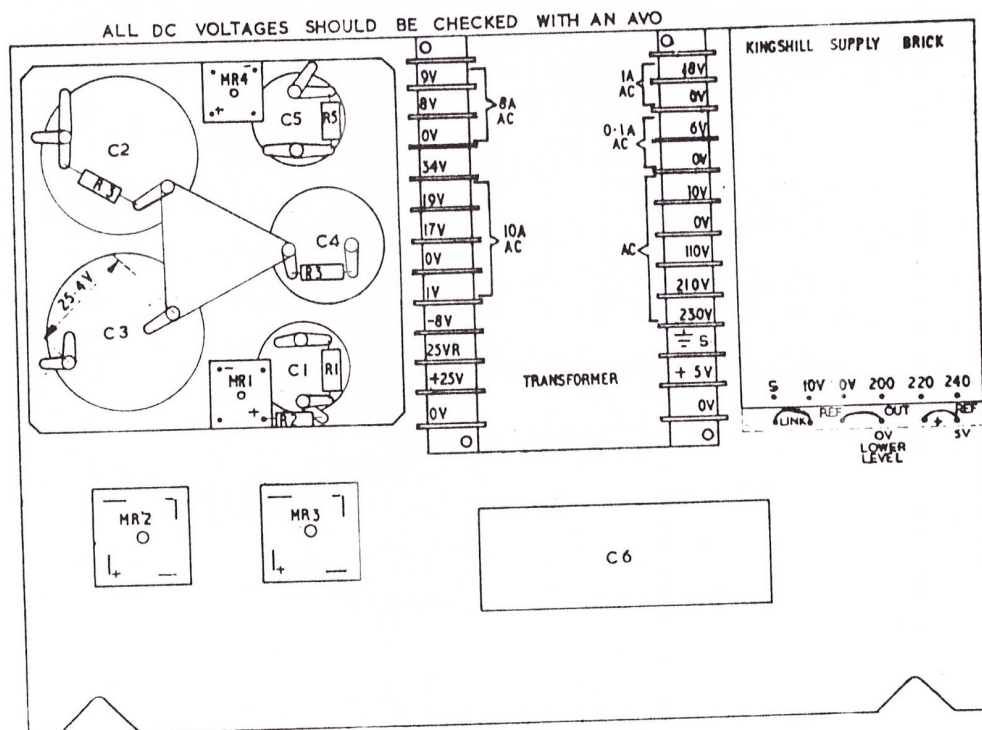 ALL DC VOLTAGES SHOULD BE CHECKED WITH AN AVO
C2
R3
MR4
- +
C5
R5
C4
R3
25.4V
C3
MR1
- +
C1
R1
R2
9V
8V
0V
8A
AC
34V
19V
17V
0V
1V
10A
AC
-8V
25VR
+25V
0V
TRANSFORMER
18V
0V
1A
AC
6V
0V
0.1A
AC
10V
0V
110V
210V
230V
AC
S
+ 5V
0V
KINGSHILL SUPPLY BRICK
S 10V 0V 200 220 240
LINK REF OUT + REF
0V 5V
LOWER
LEVEL
MR2
+
MR3
+
C6